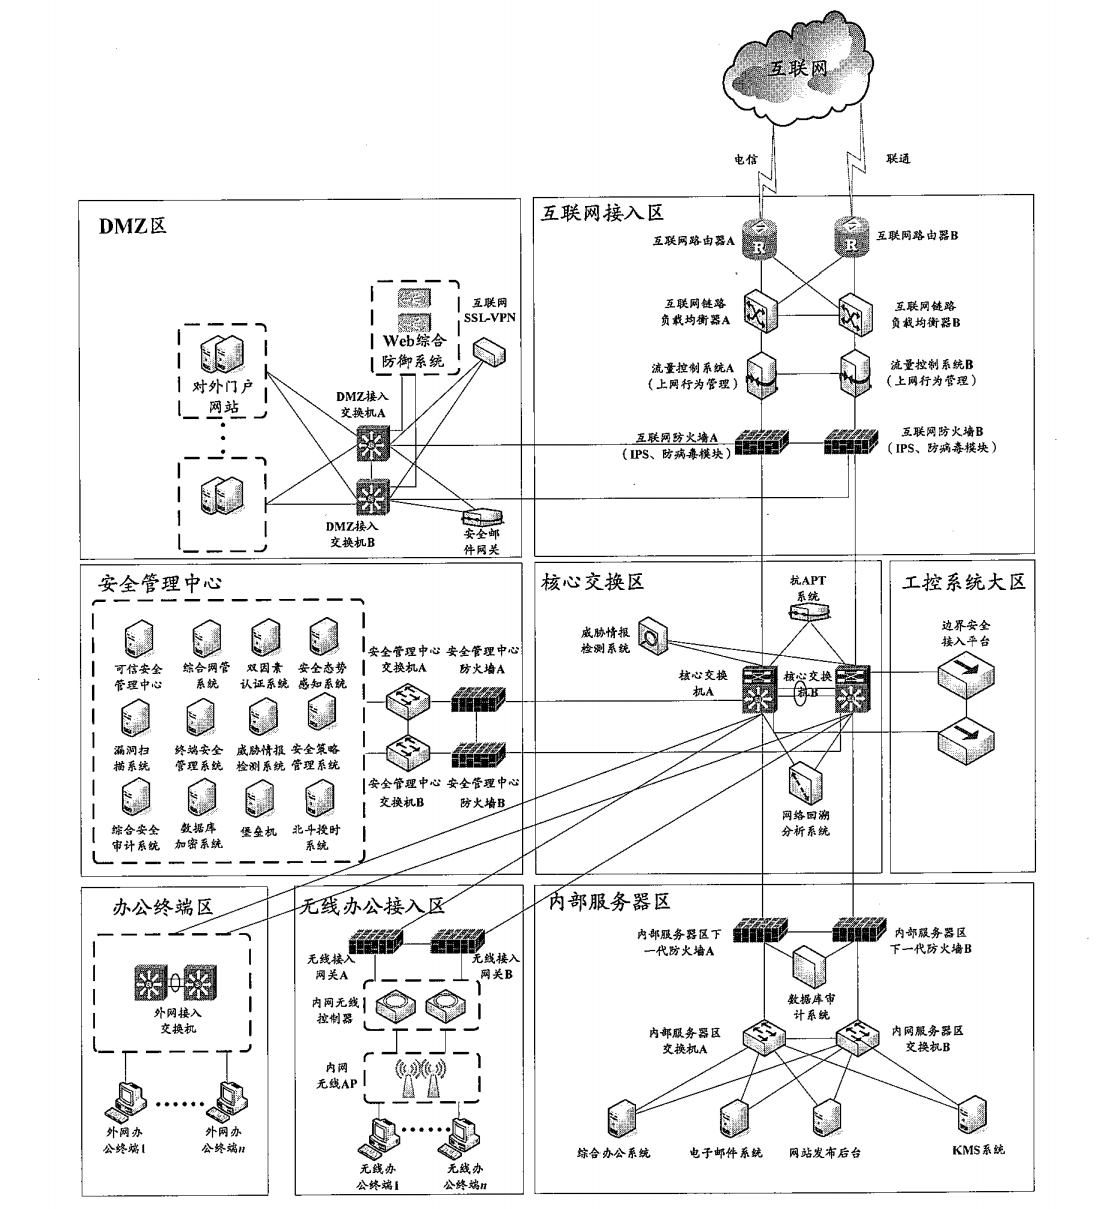 互联网
电信
联通
DMZ区
互联网
SSL-VPN
Web综合
防御系统
对外门户
网站
DMZ接入
交换机A
DMZ接入
交换机B
安全邮
件网关
互联网接入区
互联网路由器A
互联网路由器B
R
R
互联网链路
负载均衡器A
互联网链路
负载均衡器B
流量控制系统A
（上网行为管理）
流量控制系统B
（上网行为管理）
互联网防火墙A
（IPS、防病毒模块）
互联网防火墙B
（IPS、防病毒模块）
安全管理中心
可信安全
管理中心
综合网管
系统
双因素
认证系统
安全态势
感知系统
漏洞扫
描系统
终端安全
管理系统
威胁情报
检测系统
安全策略
管理系统
综合安全
审计系统
数据库
加密系统
堡垒机
北斗授时
系统
安全管理中心
交换机A
安全管理中心
防火墙A
安全管理中心
交换机B
安全管理中心
防火墙B
核心交换区
抗APT
系统
威胁情报
检测系统
核心交换
机A
核心交换
机B
网络回溯
分析系统
工控系统大区
边界安全
接入平台
办公终端区
外网接入
交换机
外网办
公终端1
外网办
公终端n
无线办公接入区
无线接入
网关A
无线接入
网关B
内网无线
控制器
内网
无线AP
无线办
公终端1
无线办
公终端n
内部服务器区
内部服务器区下
一代防火墙A
内部服务器区
下一代防火墙B
数据库审
计系统
内部服务器区
交换机A
内网服务器区
交换机B
综合办公系统
电子邮件系统
网站发布后台
KMS系统